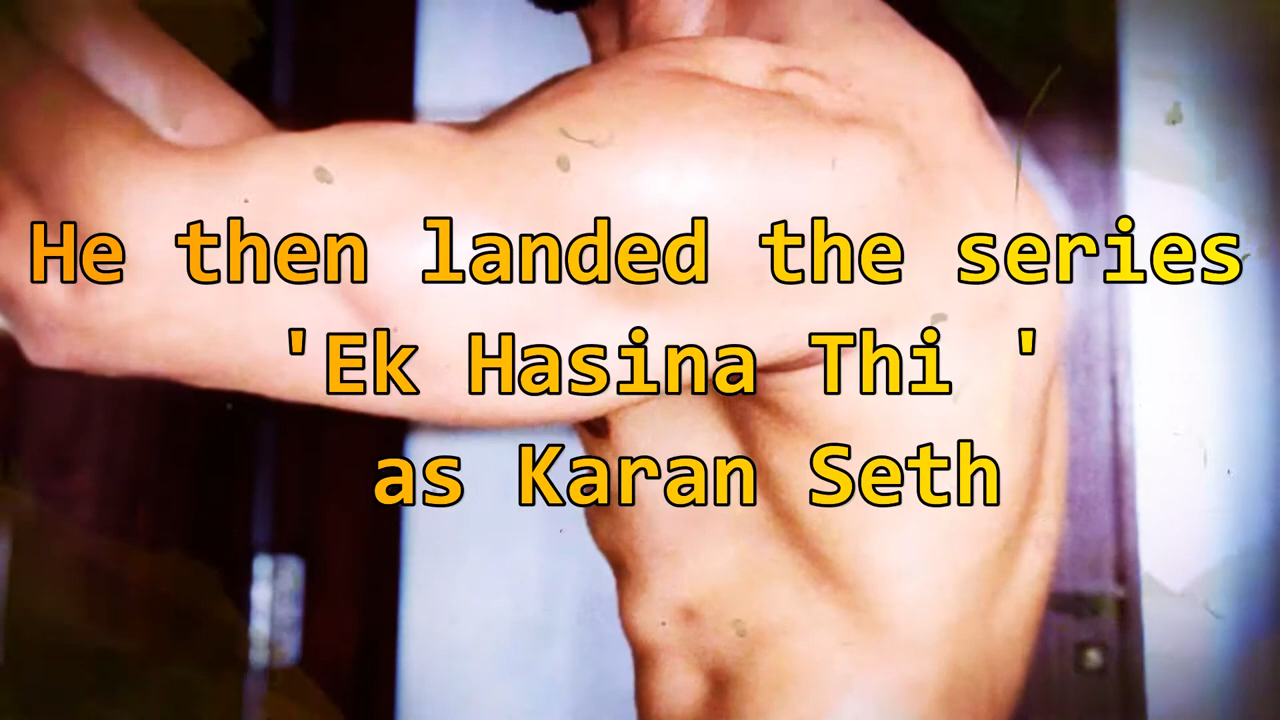 He then landed the series
'Ek Hasina Thi '
as Karan Seth